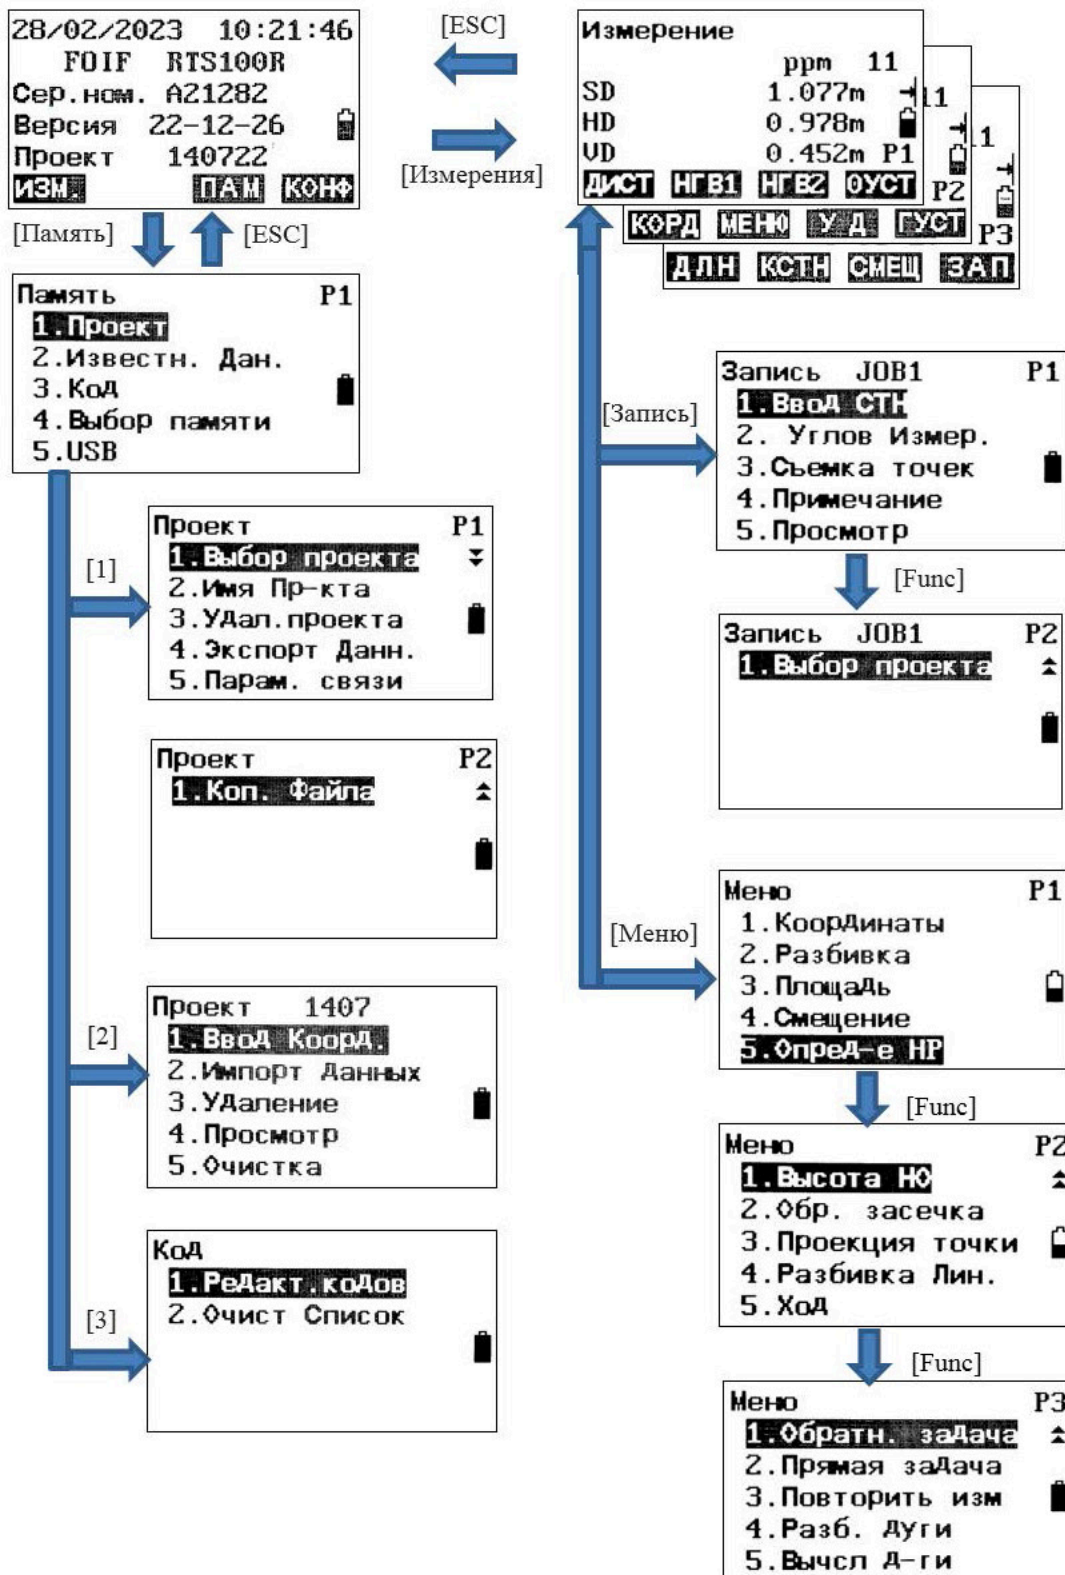 28/02/2023 10:21:46
FOIF RTS100R
Сер.ном. A21282
Версия 22-12-26
Проект 140722
ИЗМ. ПАМ КОНФ
[ESC]
[Измерения]
Измерение
ppm 11
SD 1.077m
HD 0.978m
VD 0.452m P1
ДИСТ НГВ1 НГВ2 0УСТ
11
P2
КОРД МЕНЮ У Д ГУСТ
11
P3
ДЛН КСТН СМЕЩ ЗАП
[Память]
[ESC]
Память P1
1.Проект
2.Известн. Дан.
3.Код
4.Выбор памяти
5.USB
[1]
Проект P1
1.Выбор проекта
2.Имя Пр-кта
3.Удал.проекта
4.Экспорт Данн.
5.Парам. связи
Проект P2
1.Коп. Файла
[2]
Проект 1407
1.Ввод Коорд.
2.Импорт Данных
3.Удаление
4.Просмотр
5.Очистка
[3]
Код
1.Редакт.кодов
2.Очист Список
[Запись]
Запись JOB1 P1
1.Ввод СТН
2. Углов Измер.
3.Съемка точек
4.Примечание
5.Просмотр
[Func]
Запись JOB1 P2
1.Выбор проекта
[Меню]
Меню P1
1.Координаты
2.Разбивка
3.Площадь
4.Смещение
5.Опред-е НР
[Func]
Меню P2
1.Высота НО
2.Обр. засечка
3.Проекция точки
4.Разбивка Лин.
5.Ход
[Func]
Меню P3
1.Обратн. задача
2.Прямая задача
3.Повторить изм
4.Разб. Дуги
5.Вычсл Д-ги